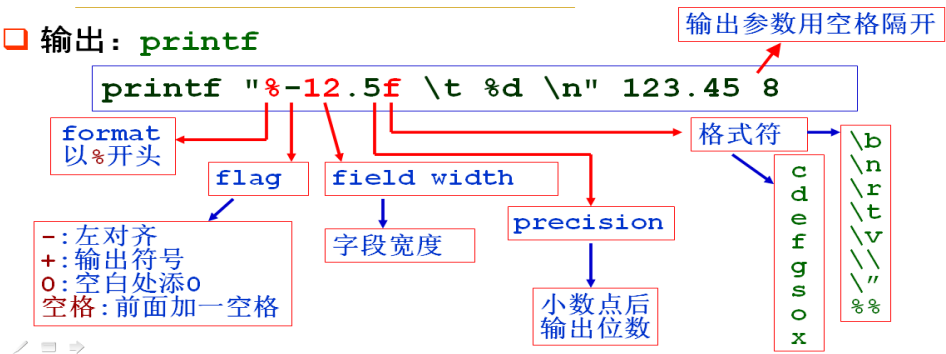 输出参数用空格隔开
输出: printf
printf "%-12.5f \t %d \n" 123.45 8
format
以%开头
flag
field width
格式符
-:左对齐
+:输出符号
0:空白处添0
空格:前面加一空格
字段宽度
precision
小数点后
输出位数
c
d
e
f
g
s
o
x
\b
\n
\r
\t
\v
\\
\"
%%